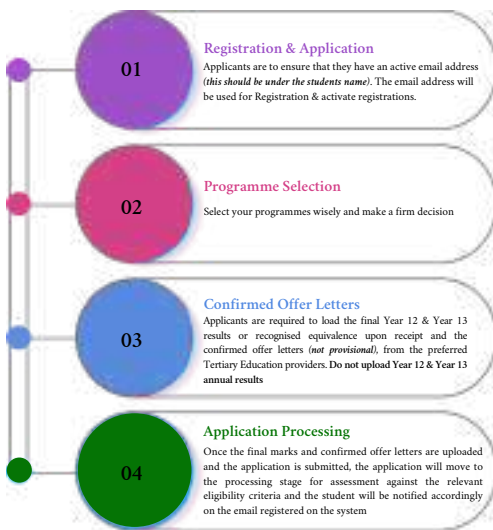 01
Registration & Application
Applicants are to ensure that they have an active email address
(this should be under the students name). The email address will
be used for Registration & activate registrations.
02
Programme Selection
Select your programmes wisely and make a firm decision
03
Confirmed Offer Letters
Applicants are required to load the final Year 12 & Year 13
results or recognised equivalence upon receipt and the
confirmed offer letters (not provisional), from the preferred
Tertiary Education providers. Do not upload Year 12 & Year 13
annual results
04
Application Processing
Once the final marks and confirmed offer letters are uploaded
and the application is submitted, the application will move to
the processing stage for assessment against the relevant
eligibility criteria and the student will be notified accordingly
on the email registered on the system